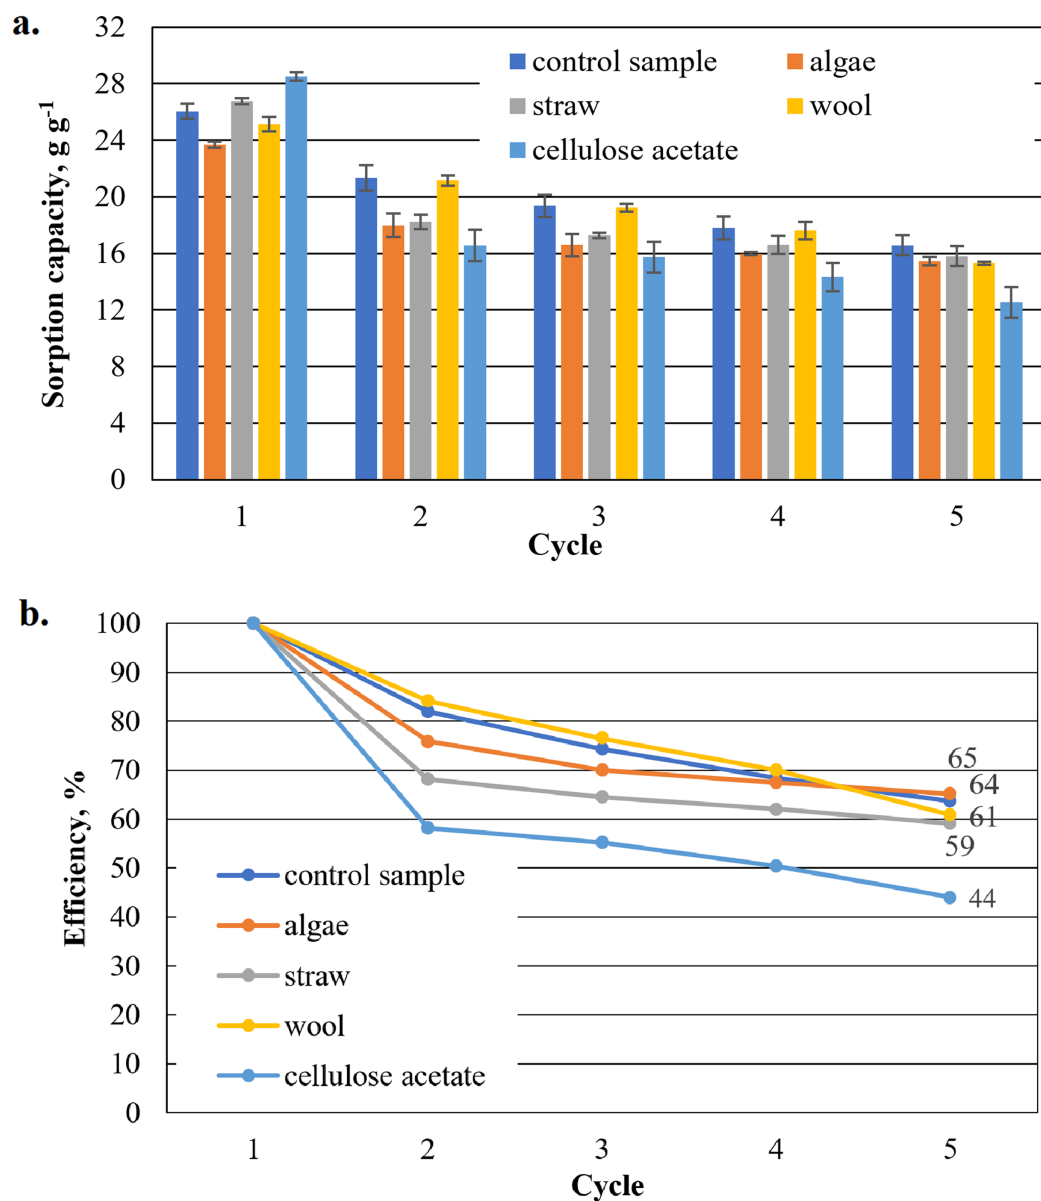 a.
32
28
24
20
16
12
8
4
0
Sorption capacity, g g-1
control sample
algae
straw
wool
cellulose acetate
1 2 3 4 5
Cycle
b.
100
90
80
70
60
50
40
30
20
10
0
Efficiency, %
65
64
61
59
44
control sample
algae
straw
wool
cellulose acetate
1 2 3 4 5
Cycle